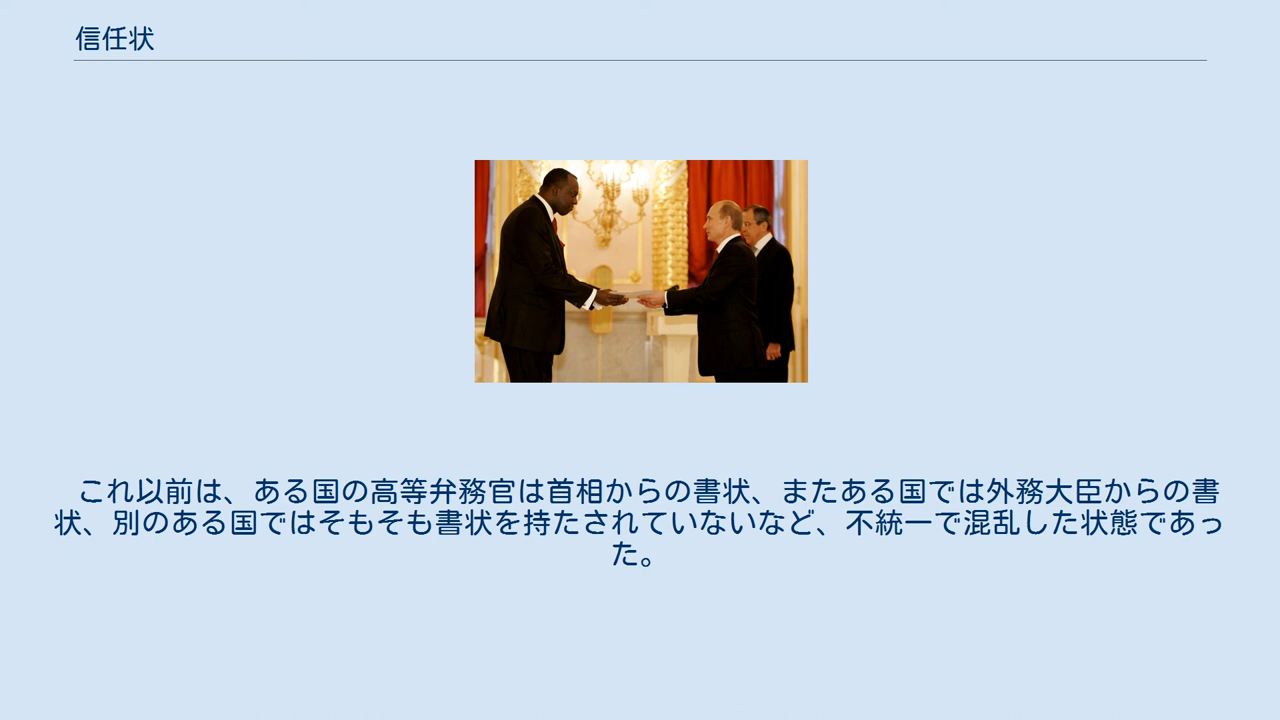 信任状
これ以前は、ある国の高等弁務官は首相からの書状、またある国では外務大臣からの書
状、別のある国ではそもそも書状を持たされていないなど、不統一で混乱した状態であっ
た。